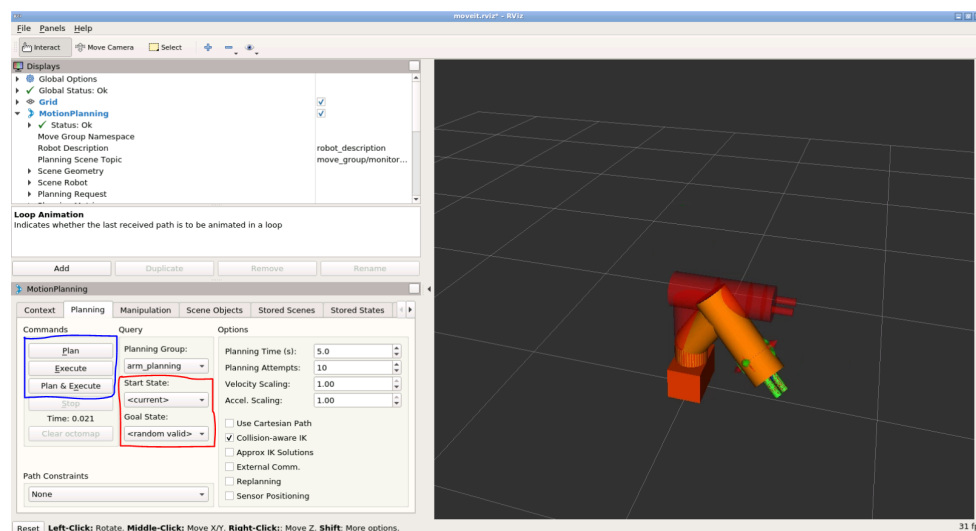 moveit.rviz* - RViz
File Panels Help
Interact Move Camera Select
Displays
Global Options
Global Status: Ok
Grid
MotionPlanning
Status: Ok
Move Group Namespace
Robot Description robot_description
Planning Scene Topic move_group/monitor...
Scene Geometry
Scene Robot
Planning Request
Loop Animation
Indicates whether the last received path is to be animated in a loop
Add Duplicate Remove Rename
MotionPlanning
Context Planning Manipulation Scene Objects Stored Scenes Stored States
Commands Query Options
Plan Planning Group: Planning Time (s): 5.0
Execute arm_planning Planning Attempts: 10
Plan & Execute Start State: Velocity Scaling: 1.00
Stop <current> Accel. Scaling: 1.00
Time: 0.021 Goal State: Use Cartesian Path
Clear octomap <random valid> Collision-aware IK
Approx IK Solutions
External Comm.
Path Constraints Replanning
None Sensor Positioning
Reset Left-Click: Rotate. Middle-Click: Move X/Y. Right-Click:: Move Z. Shift: More options.
31 f